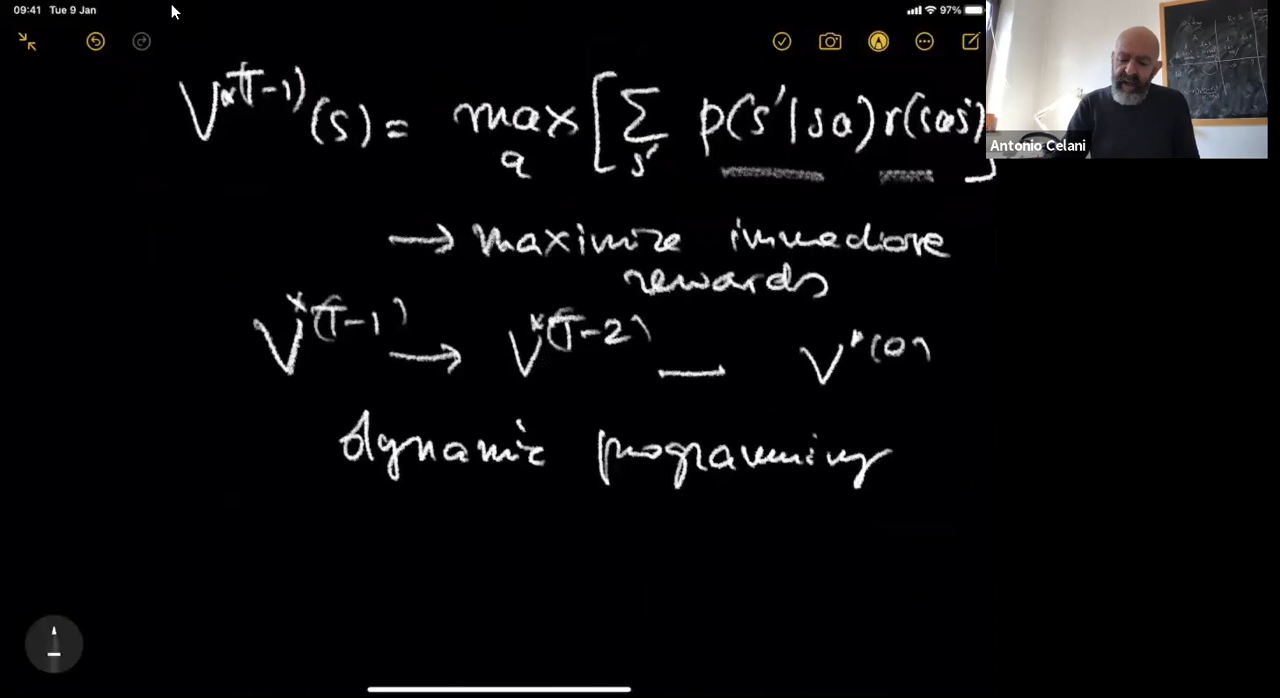 09:41 Tue 9 Jan 97%
V*(T-1)(s) = max a [ Σ s' p(s'|sa) r(sas') ]
Antonio Celani
→ maximize immediate
rewards
V*(T-1) → V*(T-2) — V*(0)
dynamic programming